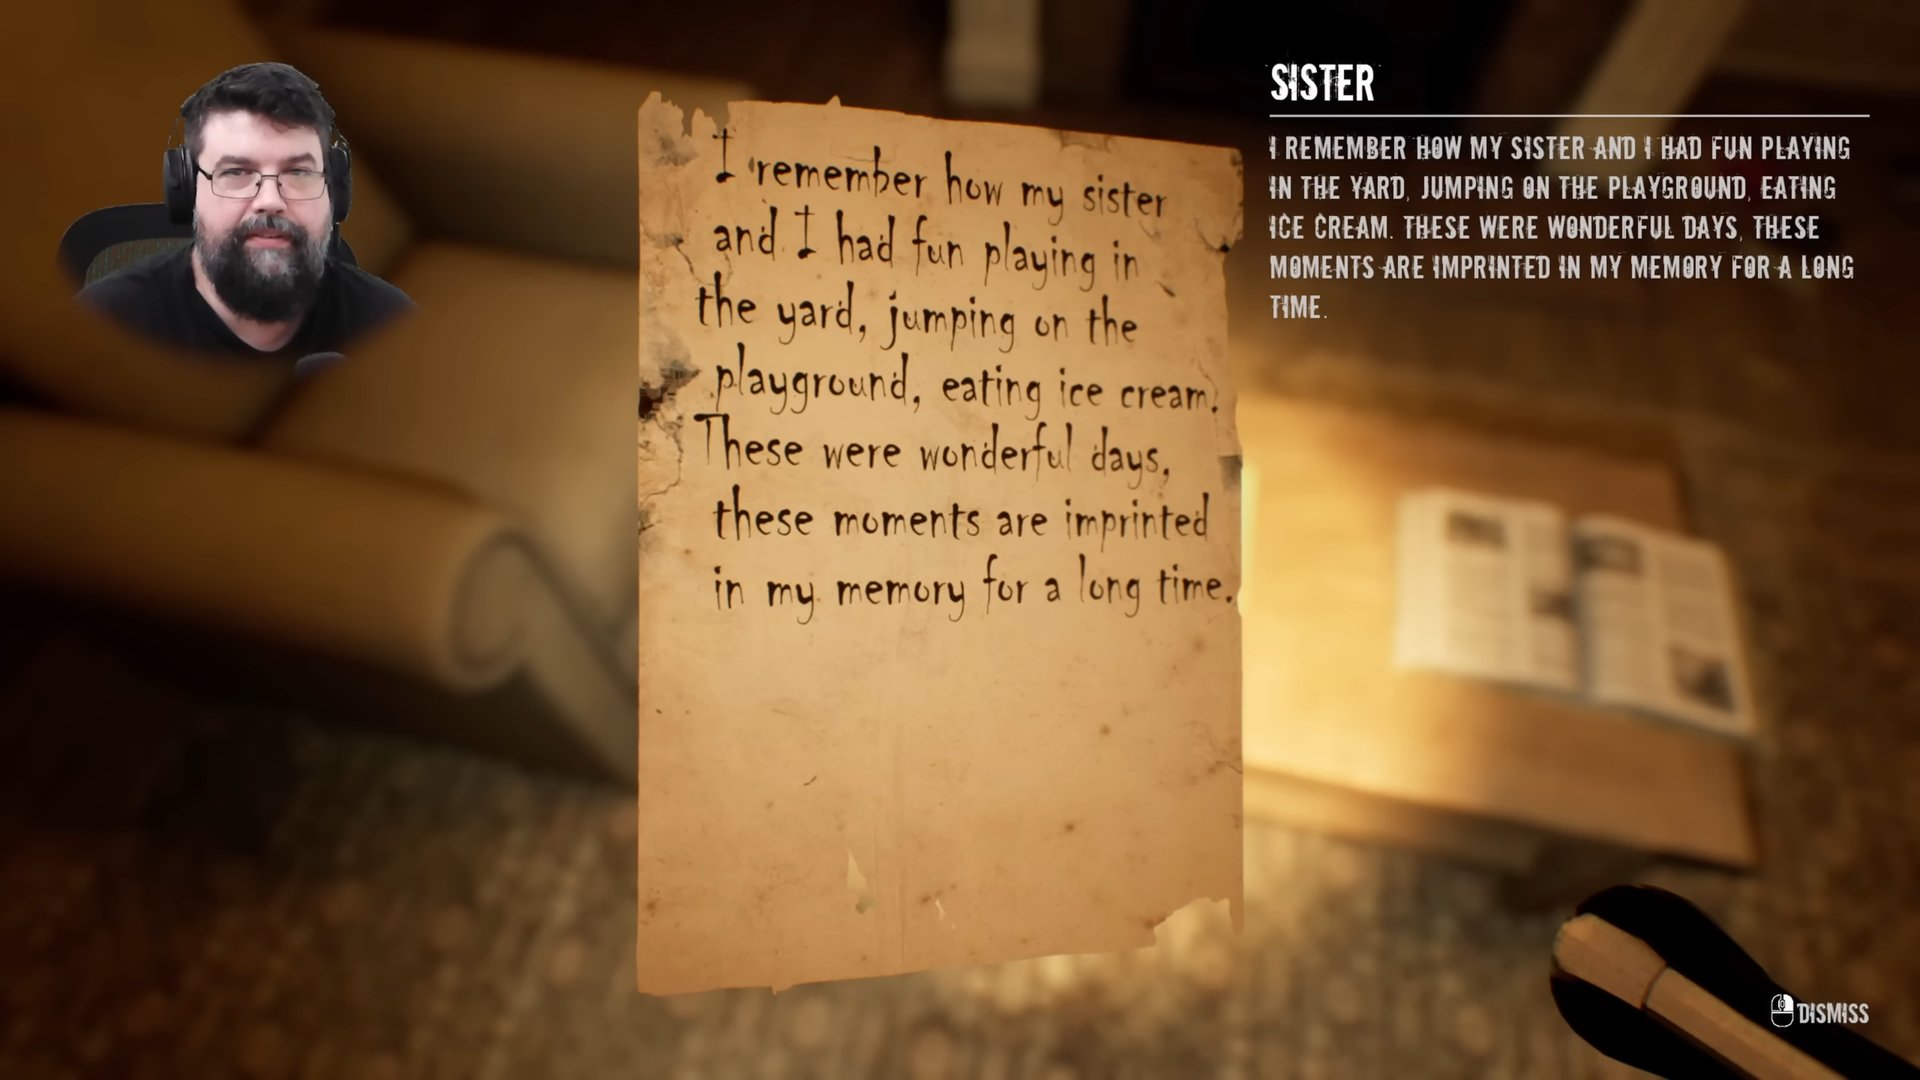 I remember how my sister
and I had fun playing in
the yard, jumping on the
playground, eating ice cream.
These were wonderful days,
these moments are imprinted
in my memory for a long time.
SISTER
I REMEMBER HOW MY SISTER AND I HAD FUN PLAYING
IN THE YARD, JUMPING ON THE PLAYGROUND, EATING
ICE CREAM. THESE WERE WONDERFUL DAYS, THESE
MOMENTS ARE IMPRINTED IN MY MEMORY FOR A LONG
TIME.
DISMISS